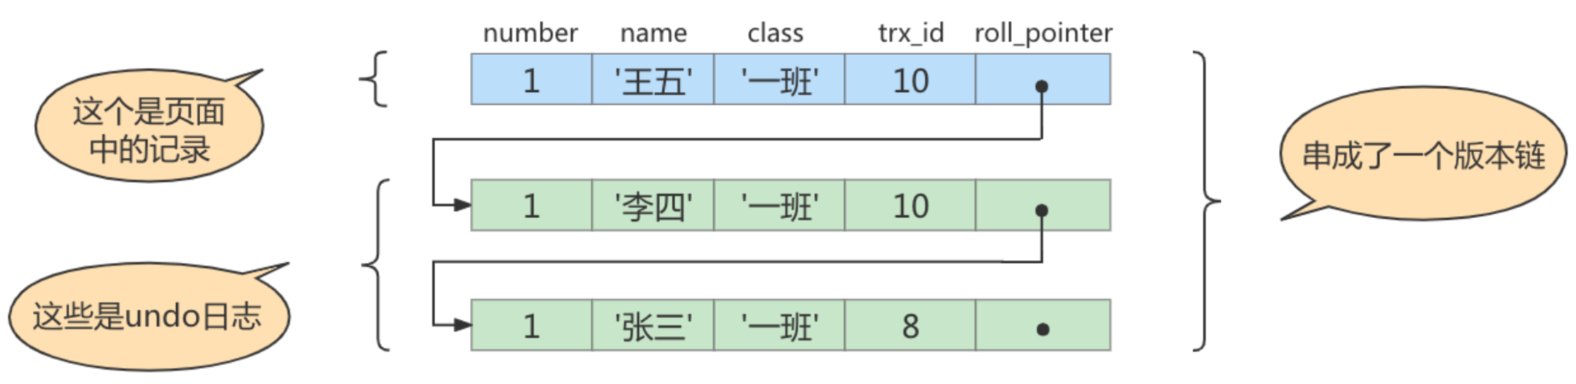 number name class trx_id roll_pointer
1 '王五' '一班' 10
这个是页面
中的记录
串成了一个版本链
1 '李四' '一班' 10
这些是undo日志
1 '张三' '一班' 8